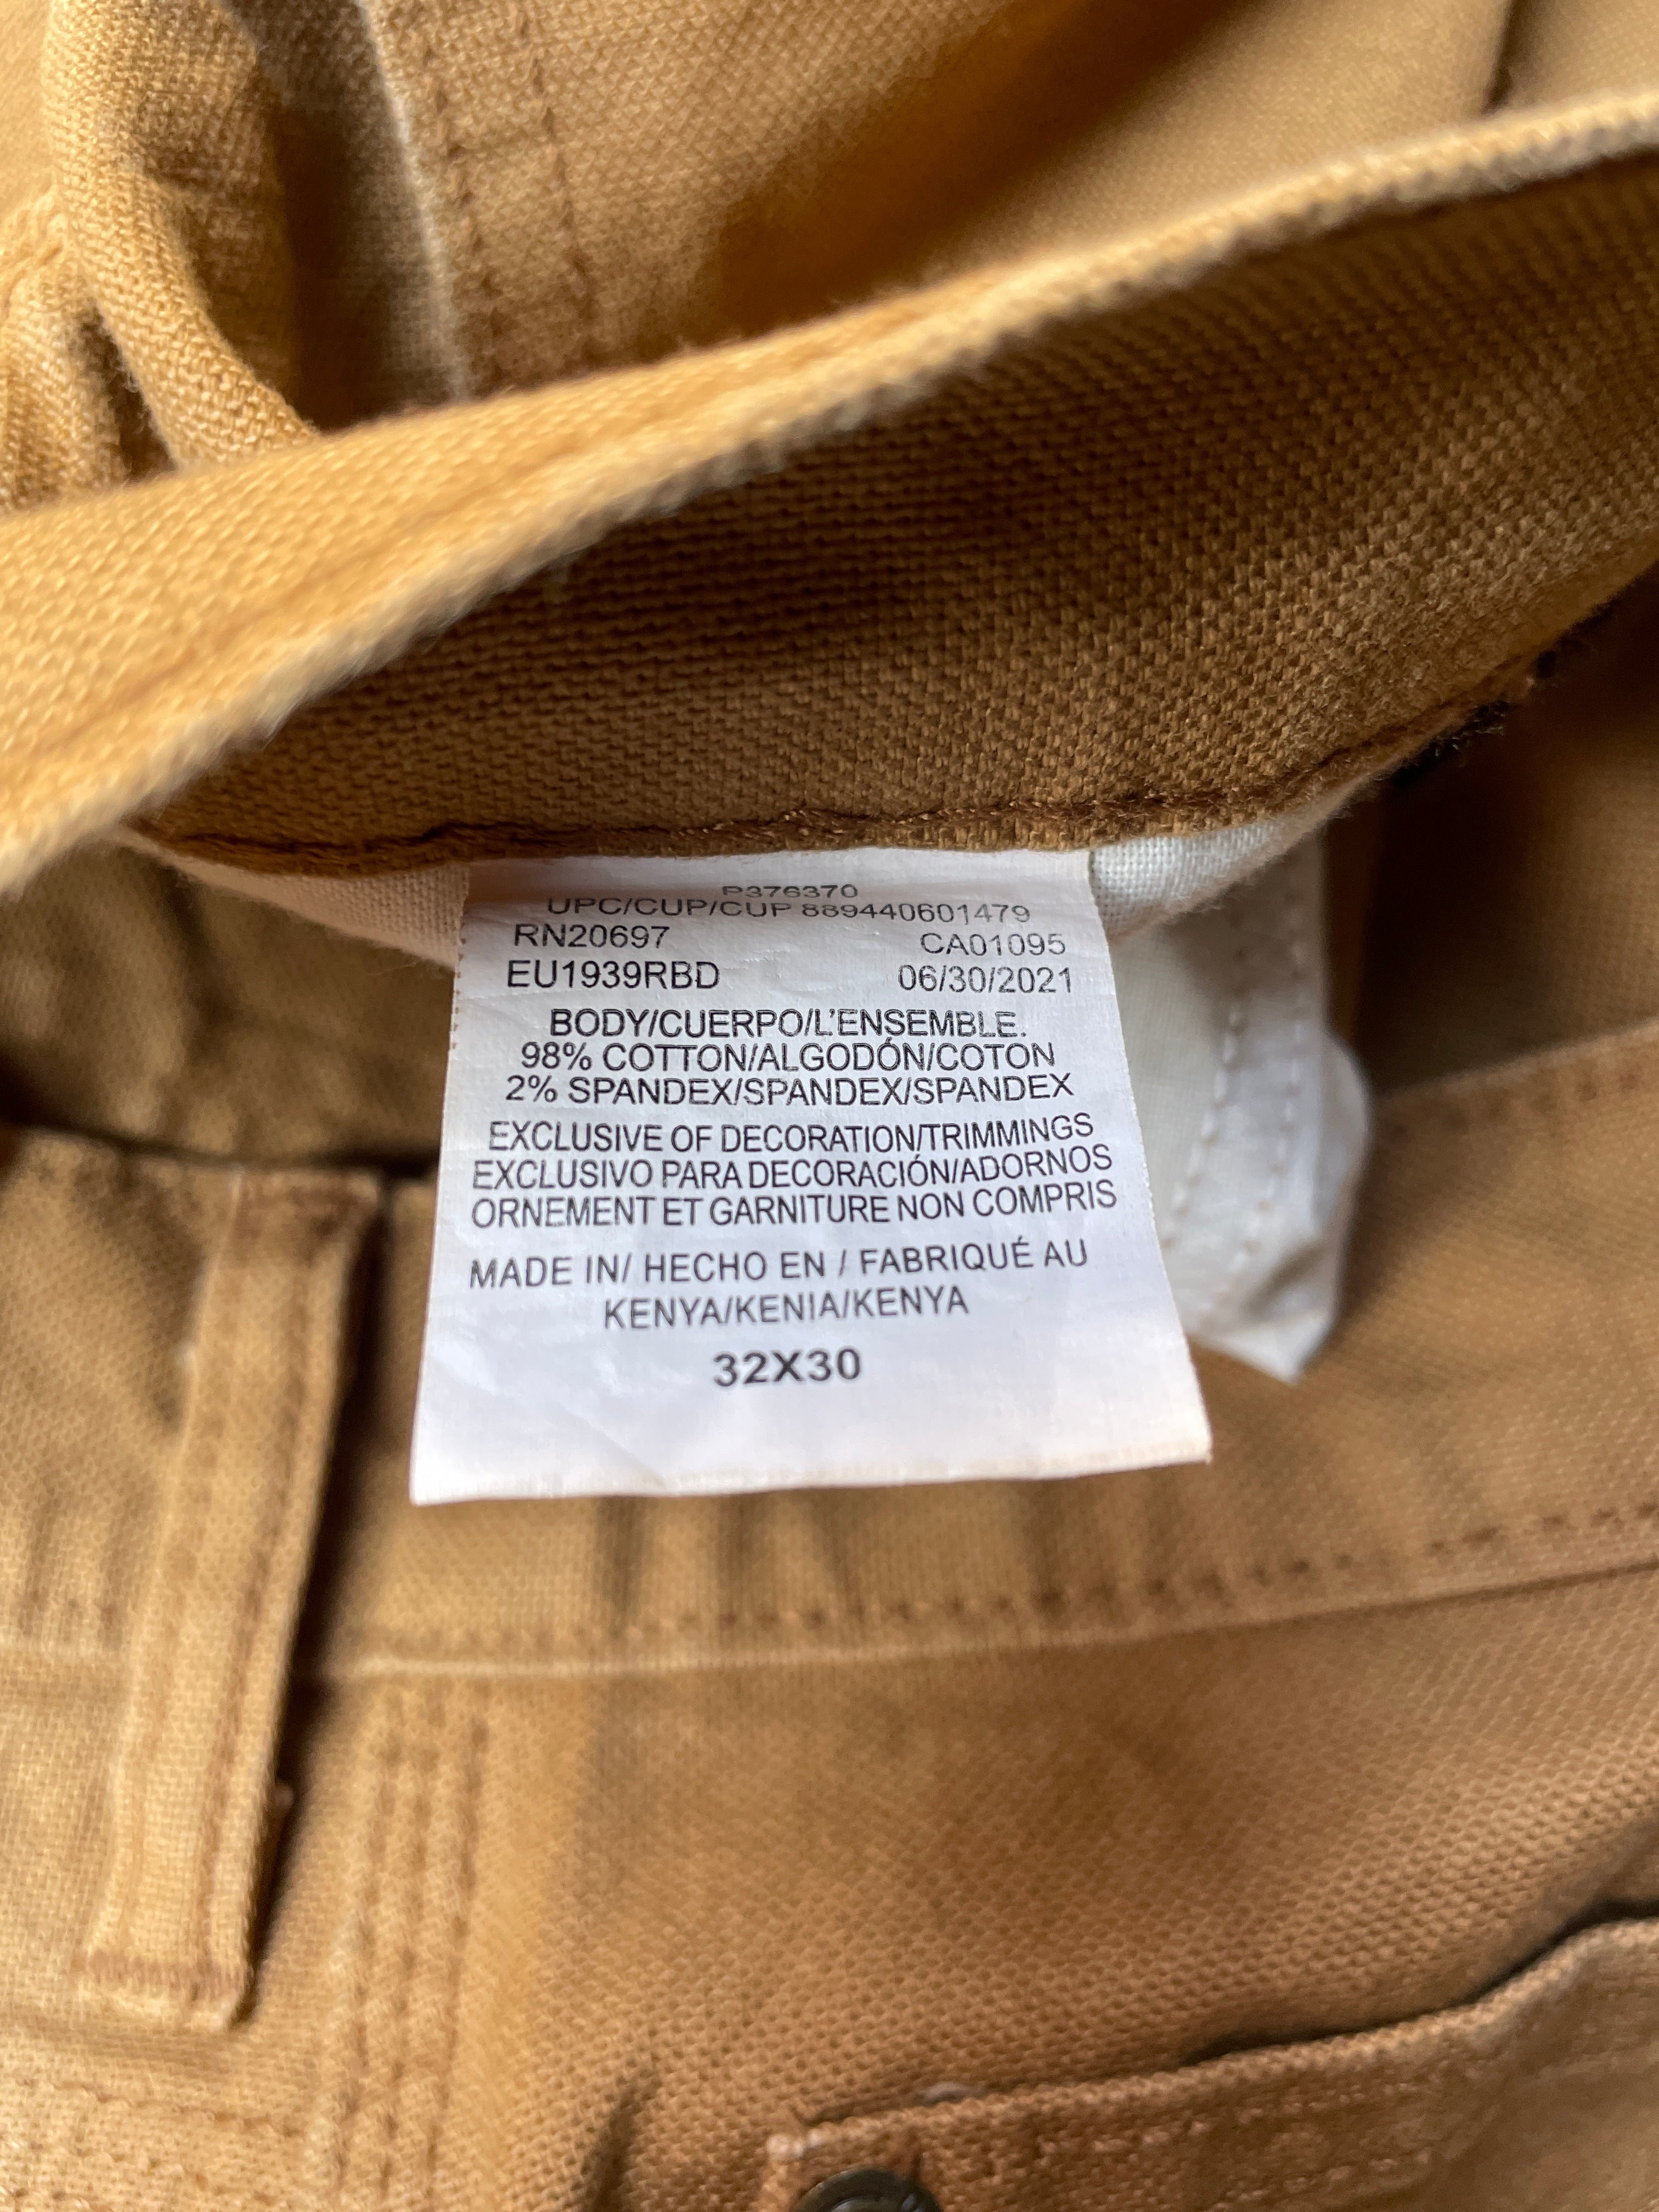 P376370
UPC/CUP/CUP 889440601479
RN20697 CA01095
EU1939RBD 06/30/2021
BODY/CUERPO/L'ENSEMBLE.
98% COTTON/ALGODÓN/COTON
2% SPANDEX/SPANDEX/SPANDEX
EXCLUSIVE OF DECORATION/TRIMMINGS
EXCLUSIVO PARA DECORACIÓN/ADORNOS
ORNEMENT ET GARNITURE NON COMPRIS
MADE IN/ HECHO EN / FABRIQUÉ AU
KENYA/KENIA/KENYA
32X30